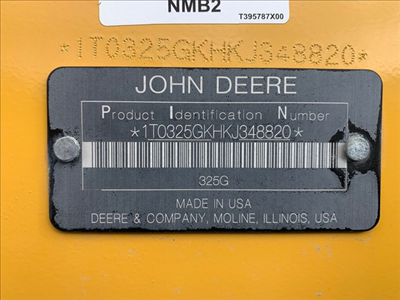 NMB2
T395787X00
*1T0325GKHKJ348820*
JOHN DEERE
Product Identification Number
*1T0325GKHKJ348820*
325G
MADE IN USA
DEERE & COMPANY, MOLINE, ILLINOIS, USA